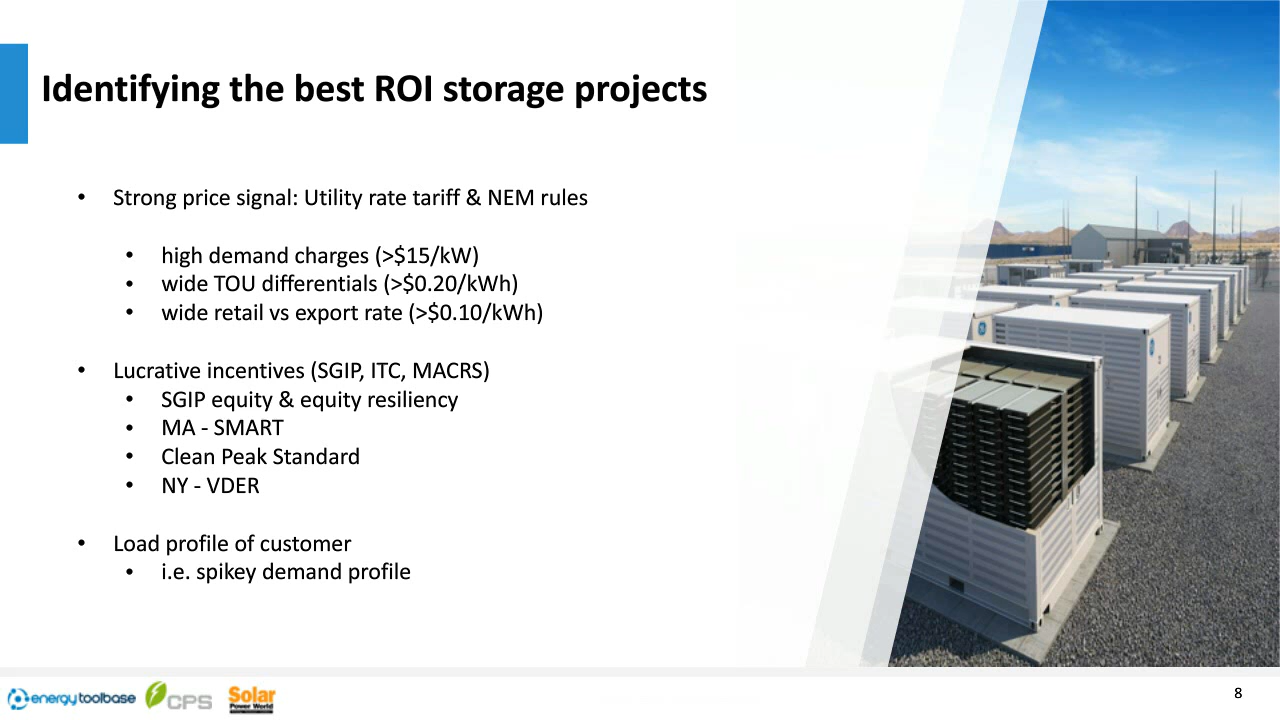 Identifying the best ROI storage projects
• Strong price signal: Utility rate tariff & NEM rules
• high demand charges (>$15/kW)
• wide TOU differentials (>$0.20/kWh)
• wide retail vs export rate (>$0.10/kWh)
• Lucrative incentives (SGIP, ITC, MACRS)
• SGIP equity & equity resiliency
• MA - SMART
• Clean Peak Standard
• NY - VDER
• Load profile of customer
• i.e. spikey demand profile
energytoolbase
CPS
Solar
Power World
8